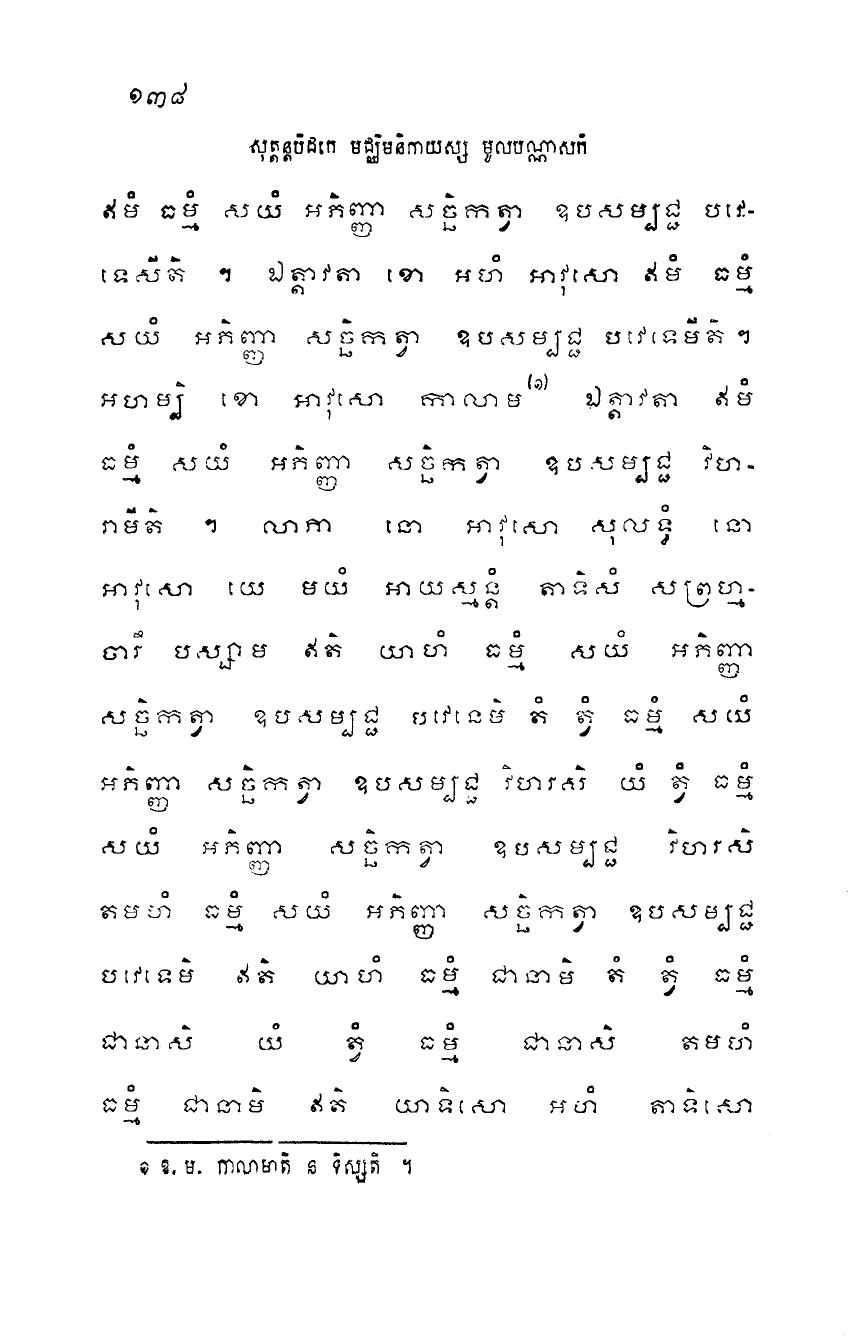 ១៣៨
សុត្តន្តបិដកេ មជ្ឈិមនិកាយស្ស មូលបណ្ណាសកំ
ឥមំ ធម្មំ សយំ អភិញ្ញា សច្ឆិកត្វា ឧបសម្បជ្ជ បវេ-
ទេសីតិ ។ ឯត្តាវតា ខោ អហំ អាវុសោ ឥមំ ធម្មំ
សយំ អភិញ្ញា សច្ឆិកត្វា ឧបសម្បជ្ជ បវេទេមីតិ ។
អហម្បិ ខោ អាវុសោ កាលាម(១) ឯត្តាវតា ឥមំ
ធម្មំ សយំ អភិញ្ញា សច្ឆិកត្វា ឧបសម្បជ្ជ វិហ-
រាមីតិ ។ លាភា នោ អាវុសោ សុលទ្ធំ នោ
អាវុសោ យេ មយំ អាយស្មន្តំ តាទិសំ សព្រហ្ម-
ចារឹ បស្សាម ឥតិ យាហំ ធម្មំ សយំ អភិញ្ញា
សច្ឆិកត្វា ឧបសម្បជ្ជ បវេទេមិ តំ ត្វំ ធម្មំ សយំ
អភិញ្ញា សច្ឆិកត្វា ឧបសម្បជ្ជ វិហរសិ យំ ត្វំ ធម្មំ
សយំ អភិញ្ញា សច្ឆិកត្វា ឧបសម្បជ្ជ វិហរសិ
តមហំ ធម្មំ សយំ អភិញ្ញា សច្ឆិកត្វា ឧបសម្បជ្ជ
បវេទេមិ ឥតិ យាហំ ធម្មំ ជានាមិ តំ ត្វំ ធម្មំ
ជានាសិ យំ ត្វំ ធម្មំ ជានាសិ តមហំ
ធម្មំ ជានាមិ ឥតិ យាទិសោ អហំ តាទិសោ
១ ឱ. ម. កាលាមាតិ ន ទិស្សតិ ។